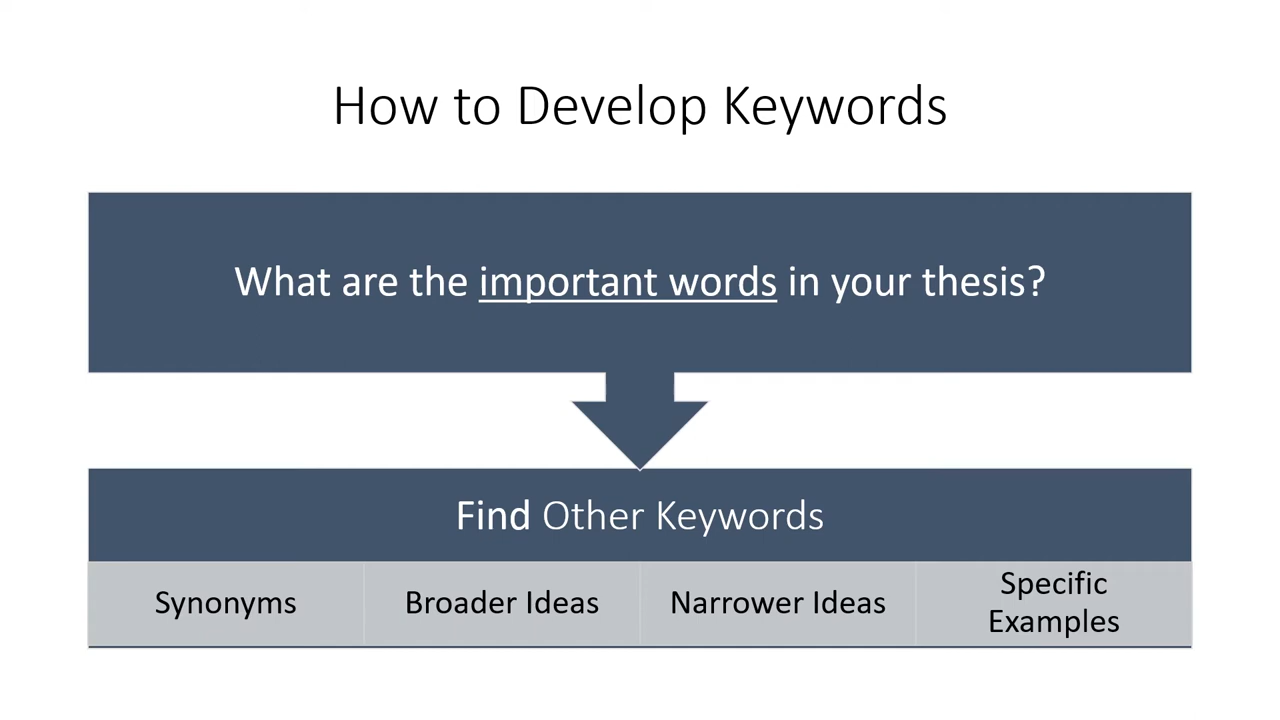 How to Develop Keywords
What are the important words in your thesis?
Find Other Keywords
Synonyms
Broader Ideas
Narrower Ideas
Specific
Examples